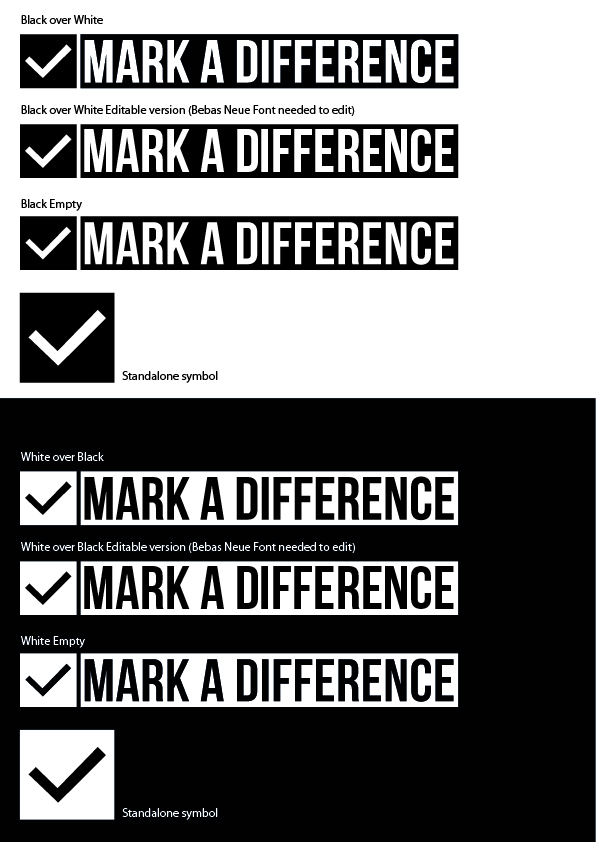 Black over White
MARK A DIFFERENCE
Black over White Editable version (Bebas Neue Font needed to edit)
MARK A DIFFERENCE
Black Empty
MARK A DIFFERENCE
Standalone symbol
White over Black
MARK A DIFFERENCE
White over Black Editable version (Bebas Neue Font needed to edit)
MARK A DIFFERENCE
White Empty
MARK A DIFFERENCE
Standalone symbol